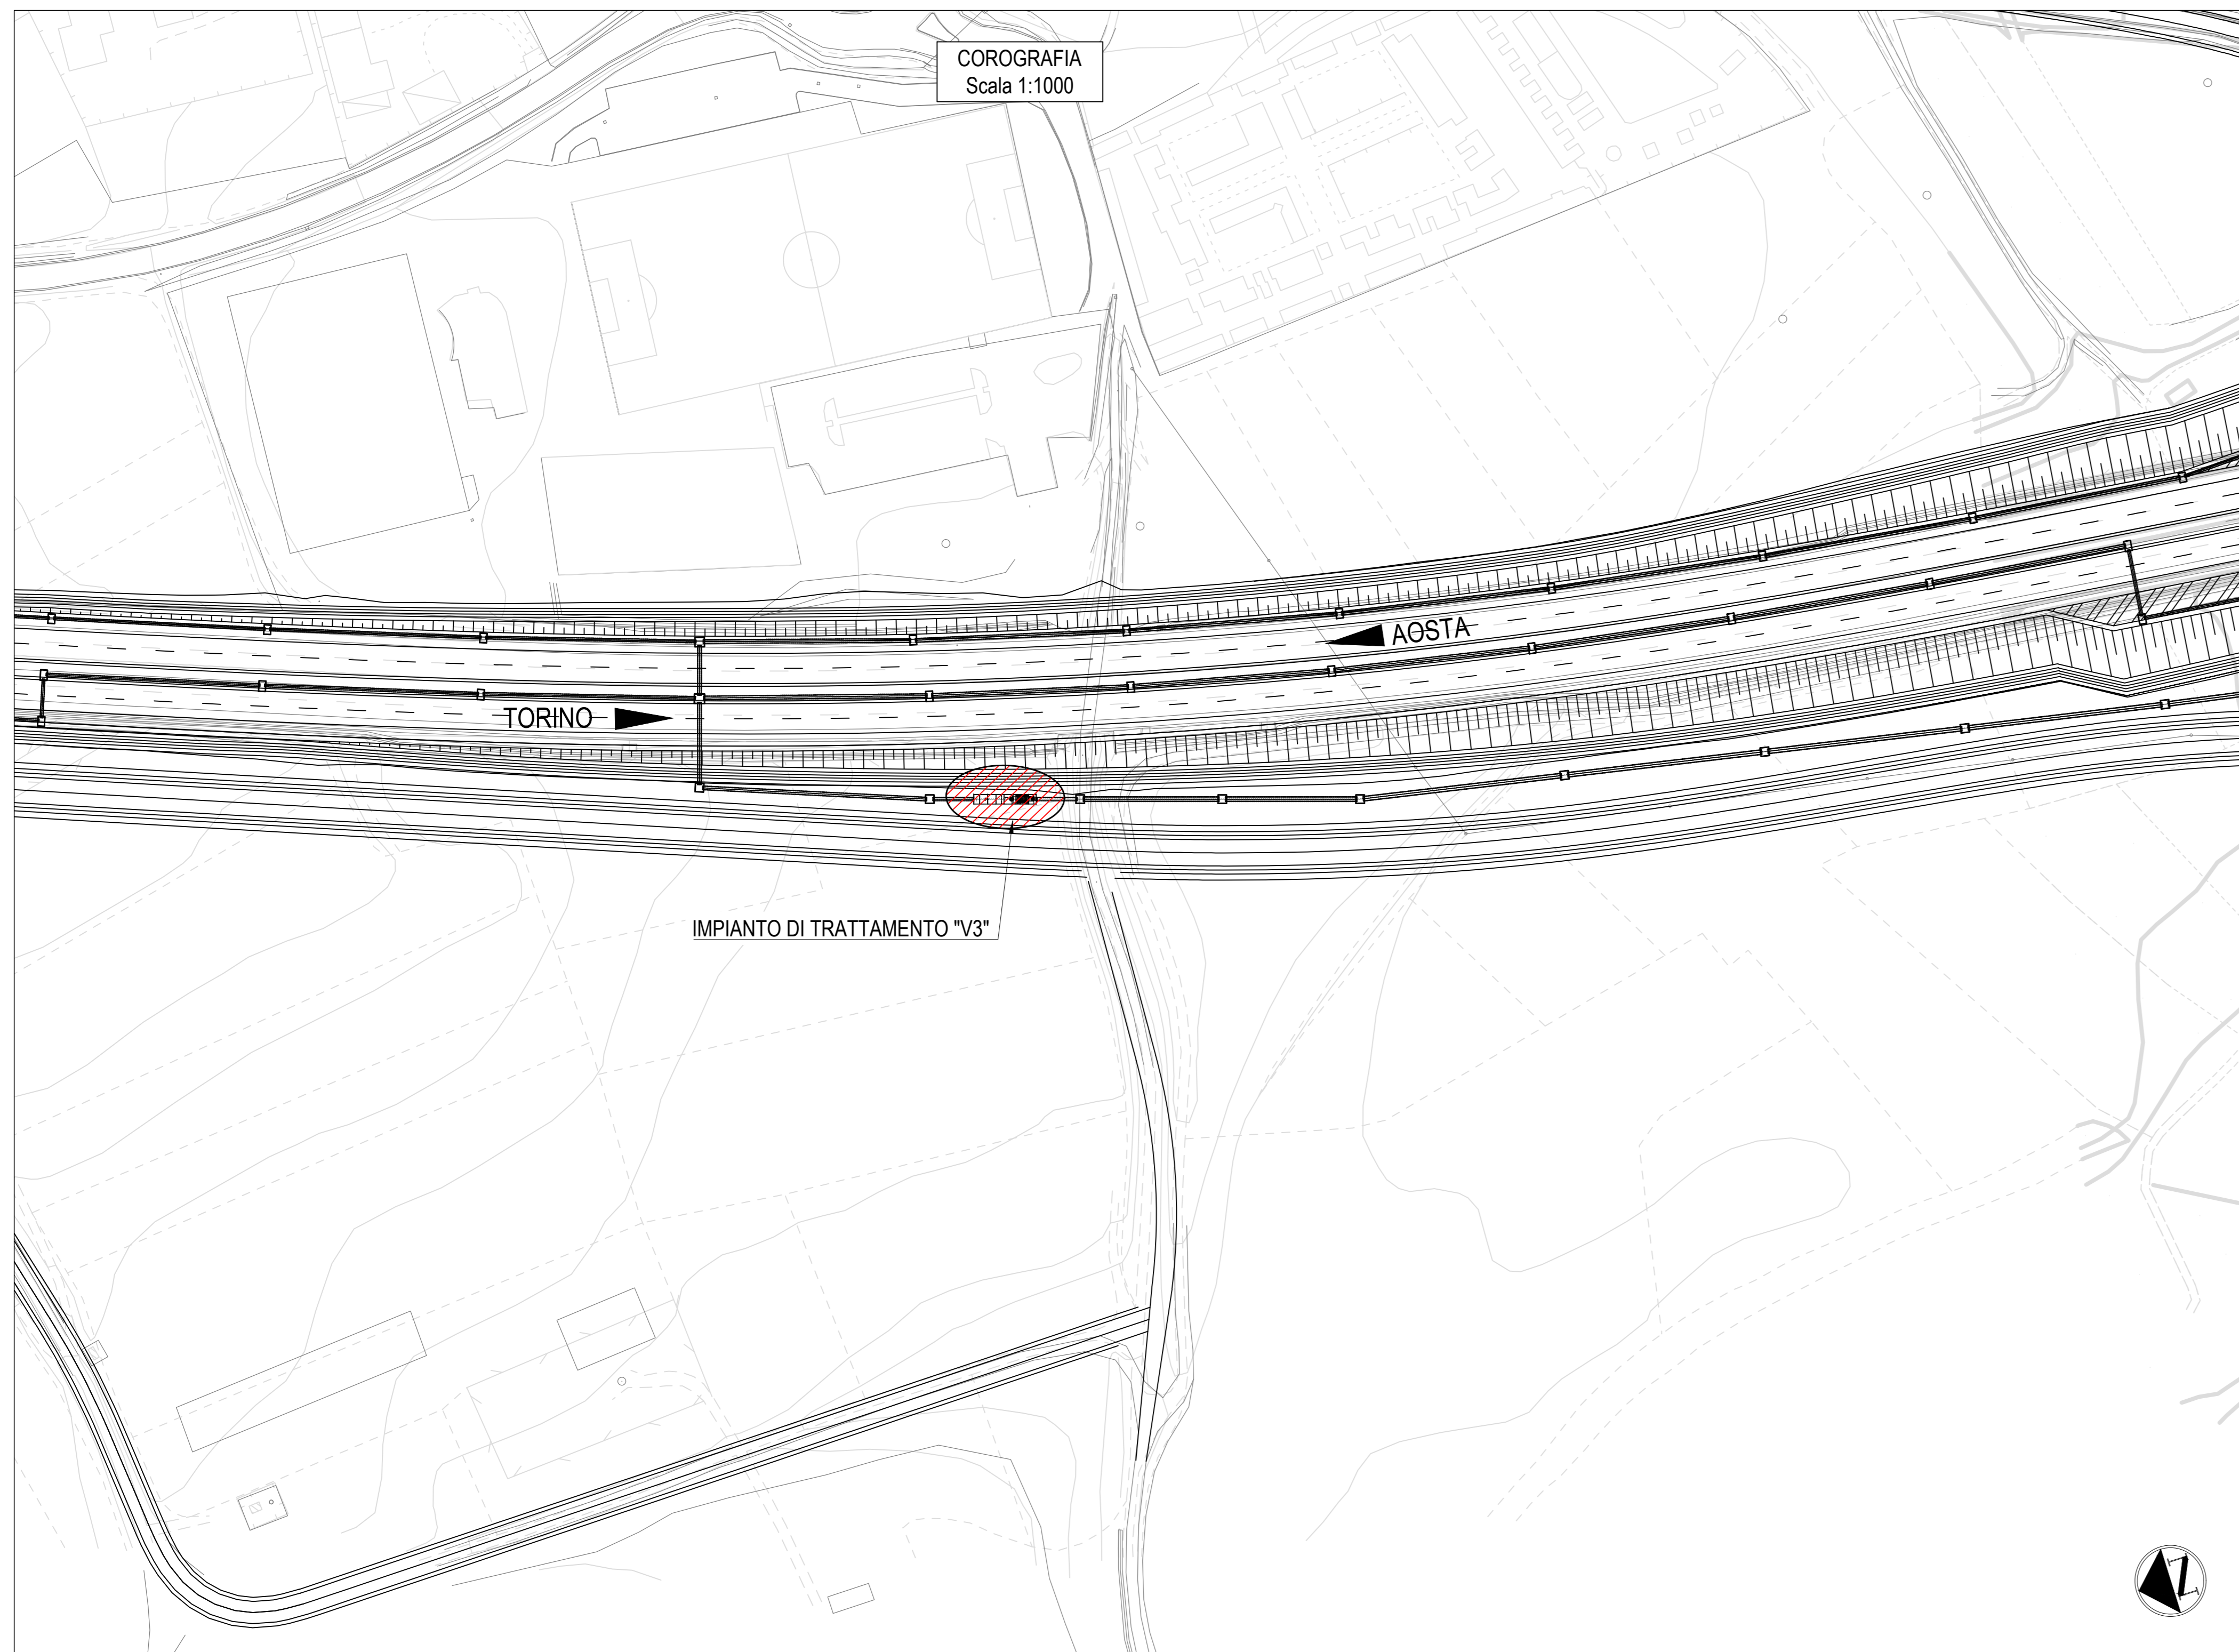 COROGRAFIA
Scala 1:1000
AOSTA
TORINO
IMPIANTO DI TRATTAMENTO "V3"
N